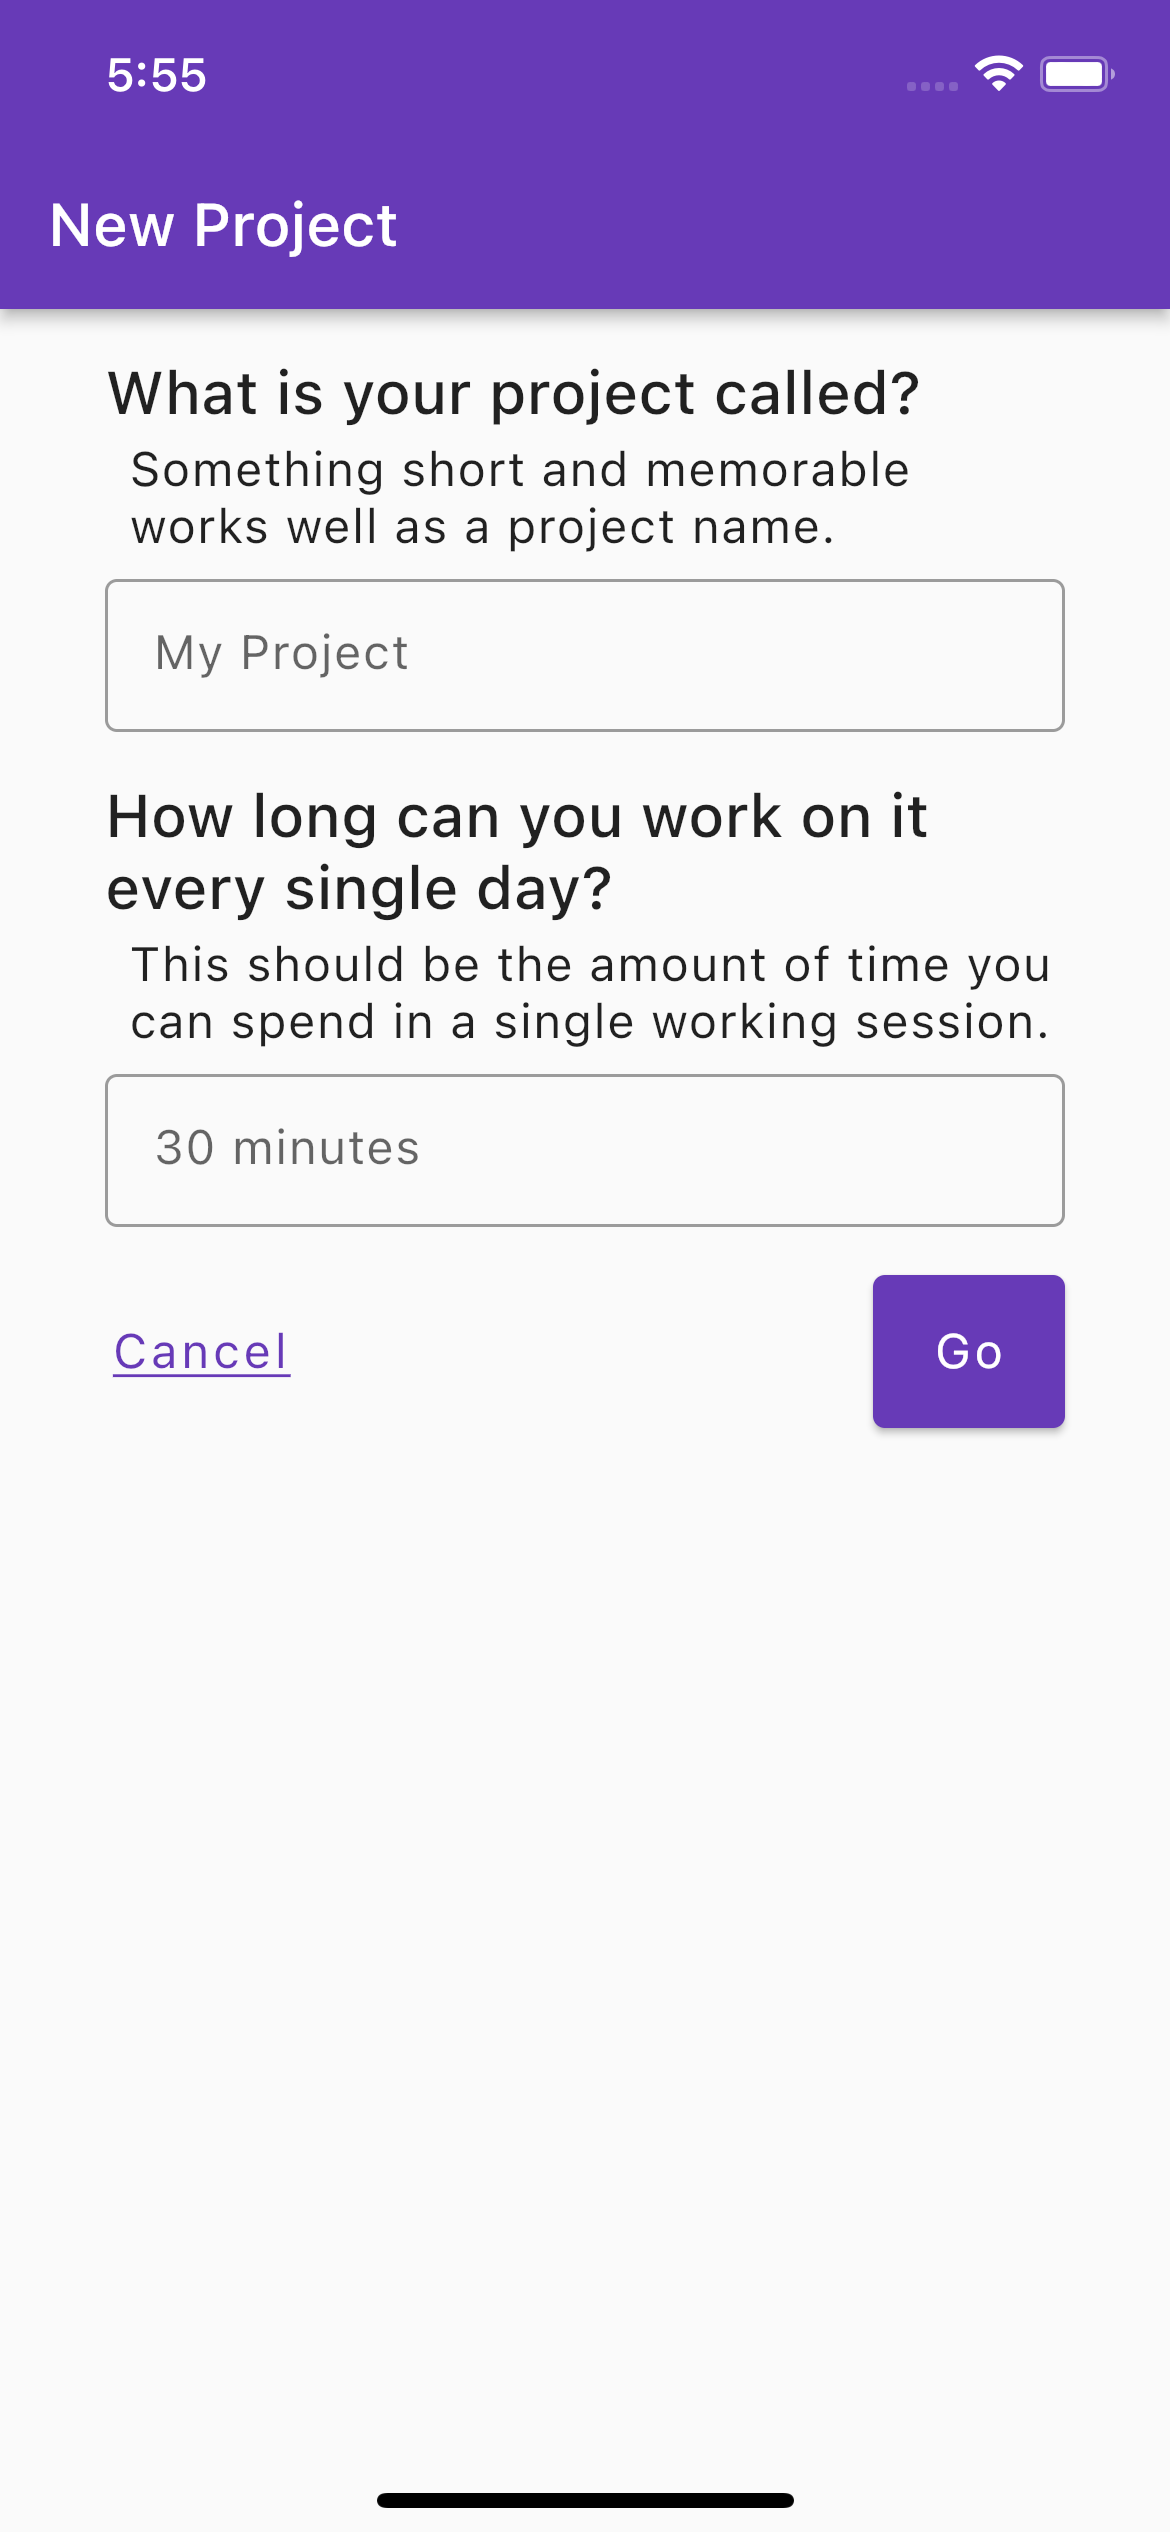 5:55
New Project
What is your project called?
Something short and memorable
works well as a project name.
My Project
How long can you work on it
every single day?
This should be the amount of time you
can spend in a single working session.
30 minutes
Cancel
Go